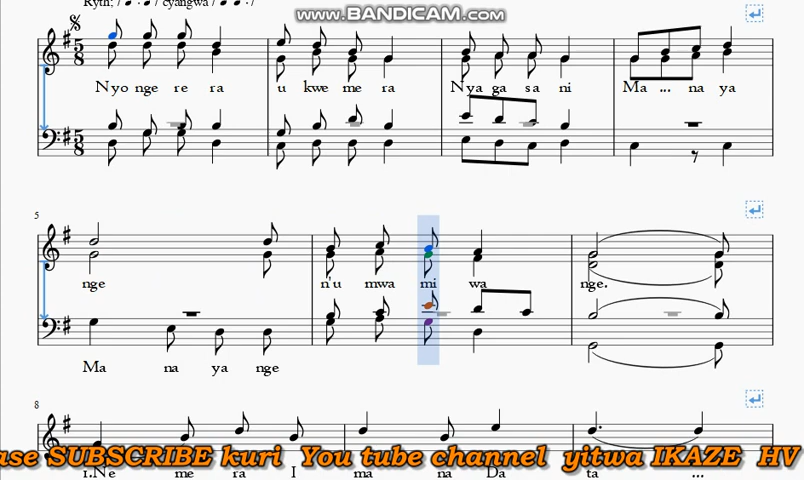 Ryth; / . . / cyangwa / . . . /
www.BANDICAM.com
Nyo nge re ra u kwe me ra Nya ga sa ni Ma ... na ya
5
nge n'u mwa mi wa nge.
Ma na ya nge
8
ase SUBSCRIBE kuri You tube channel yitwa IKAZE HV
1.Ne me ra I ma na Da ta ...